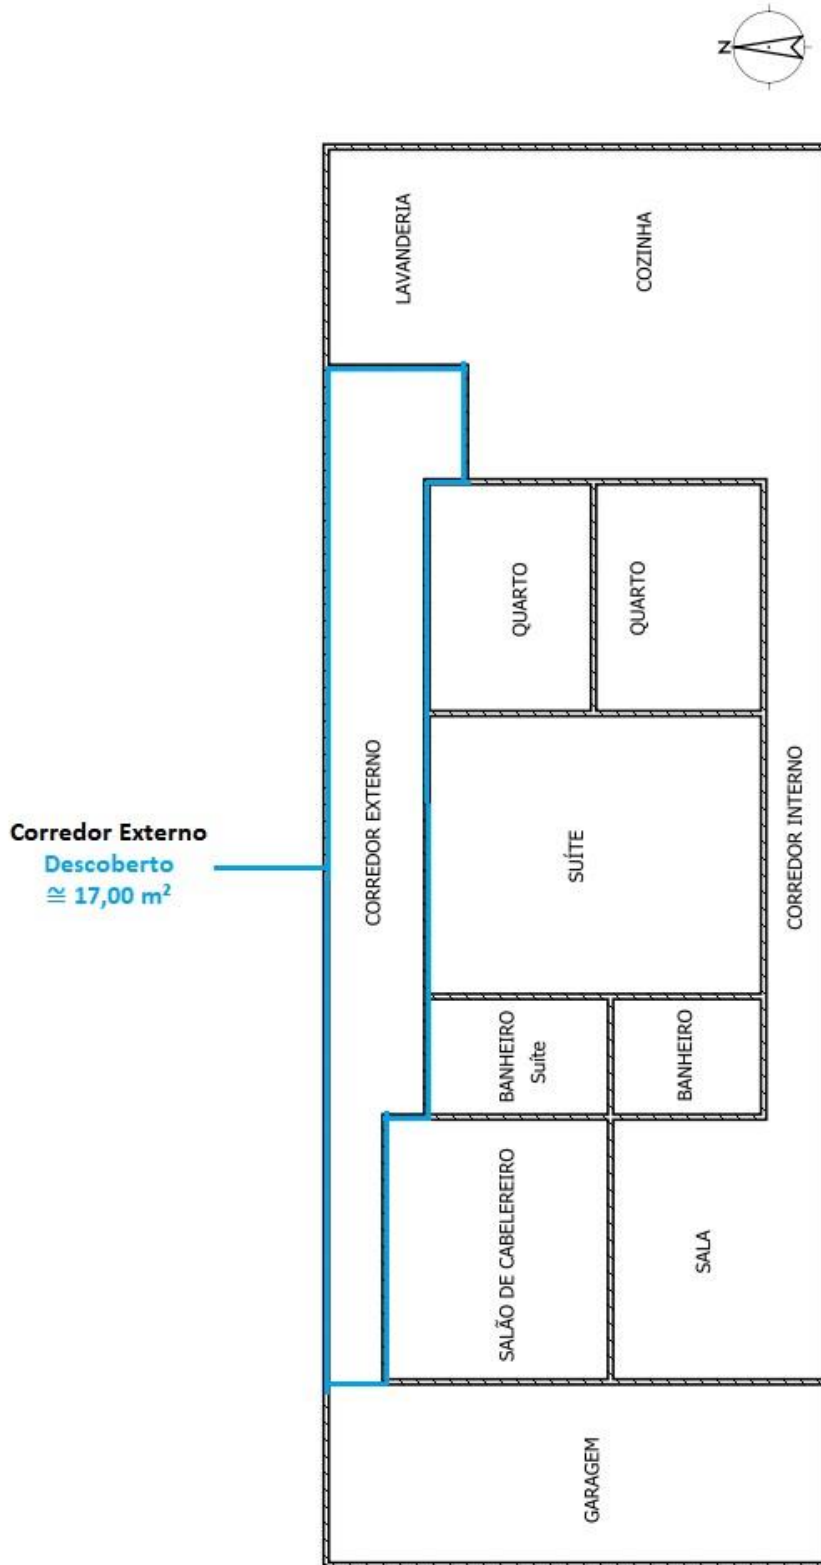 N
LAVANDERIA
COZINHA
QUARTO
QUARTO
CORREDOR EXTERNO
Corredor Externo
Descoberto
≅ 17,00 m²
SUÍTE
CORREDOR INTERNO
BANHEIRO
Suíte
BANHEIRO
SALÃO DE CABELEREIRO
SALA
GARAGEM